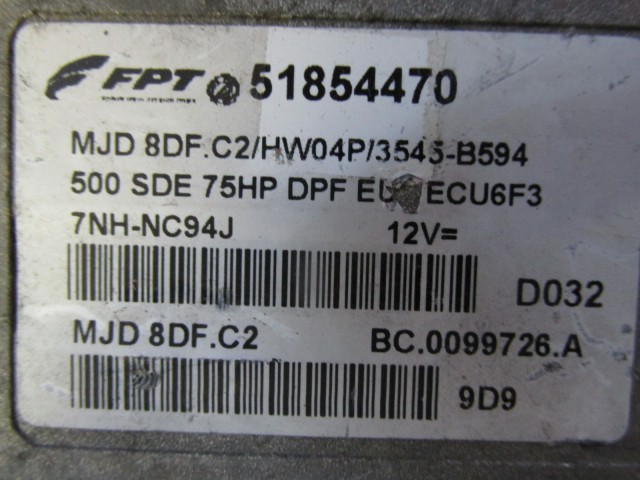 FPT 51854470
MJD 8DF.C2/HW04P/3545-B594
500 SDE 75HP DPF ECU6F3
7NH-NC94J 12V=
D032
MJD 8DF.C2 BC.0099726.A
9D9